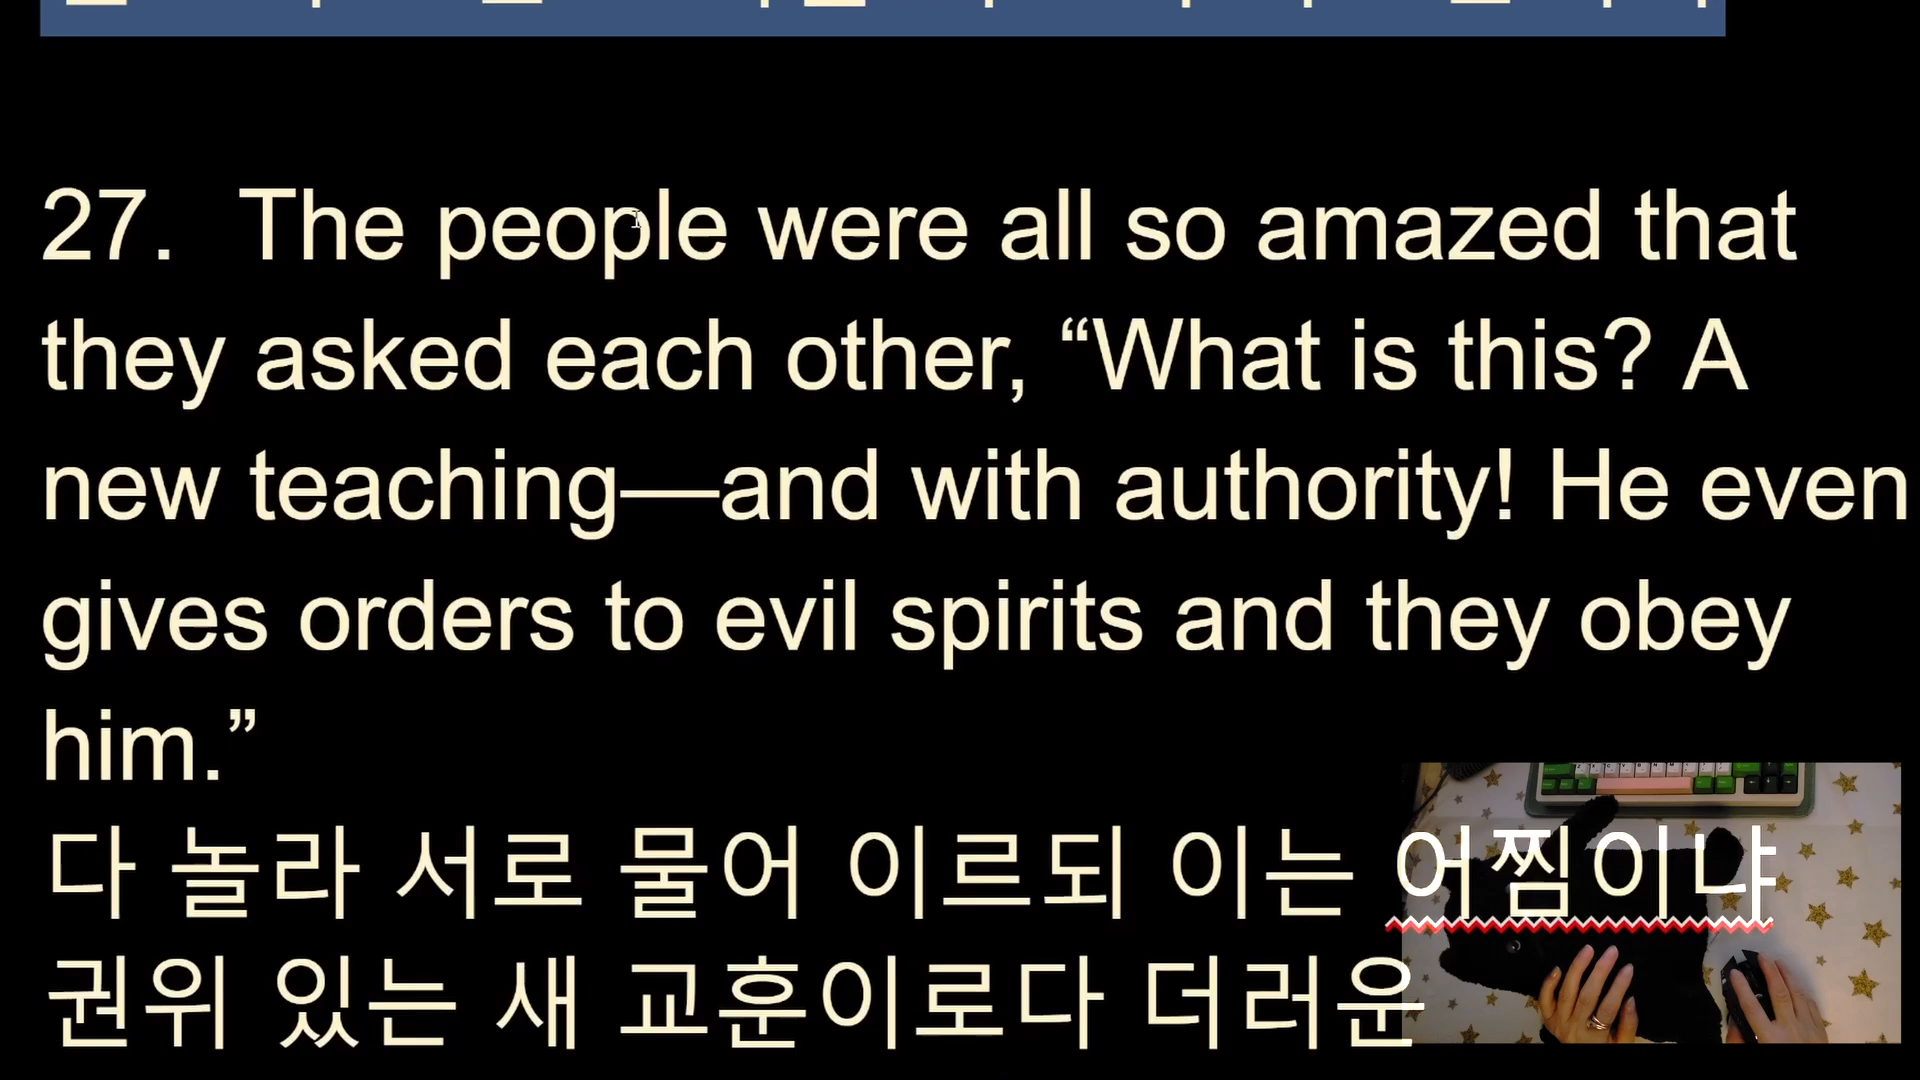 27. The people were all so amazed that
they asked each other, “What is this? A
new teaching—and with authority! He even
gives orders to evil spirits and they obey
him.”
다 놀라 서로 물어 이르되 이는 어찜이냐
권위 있는 새 교훈이로다 더러운